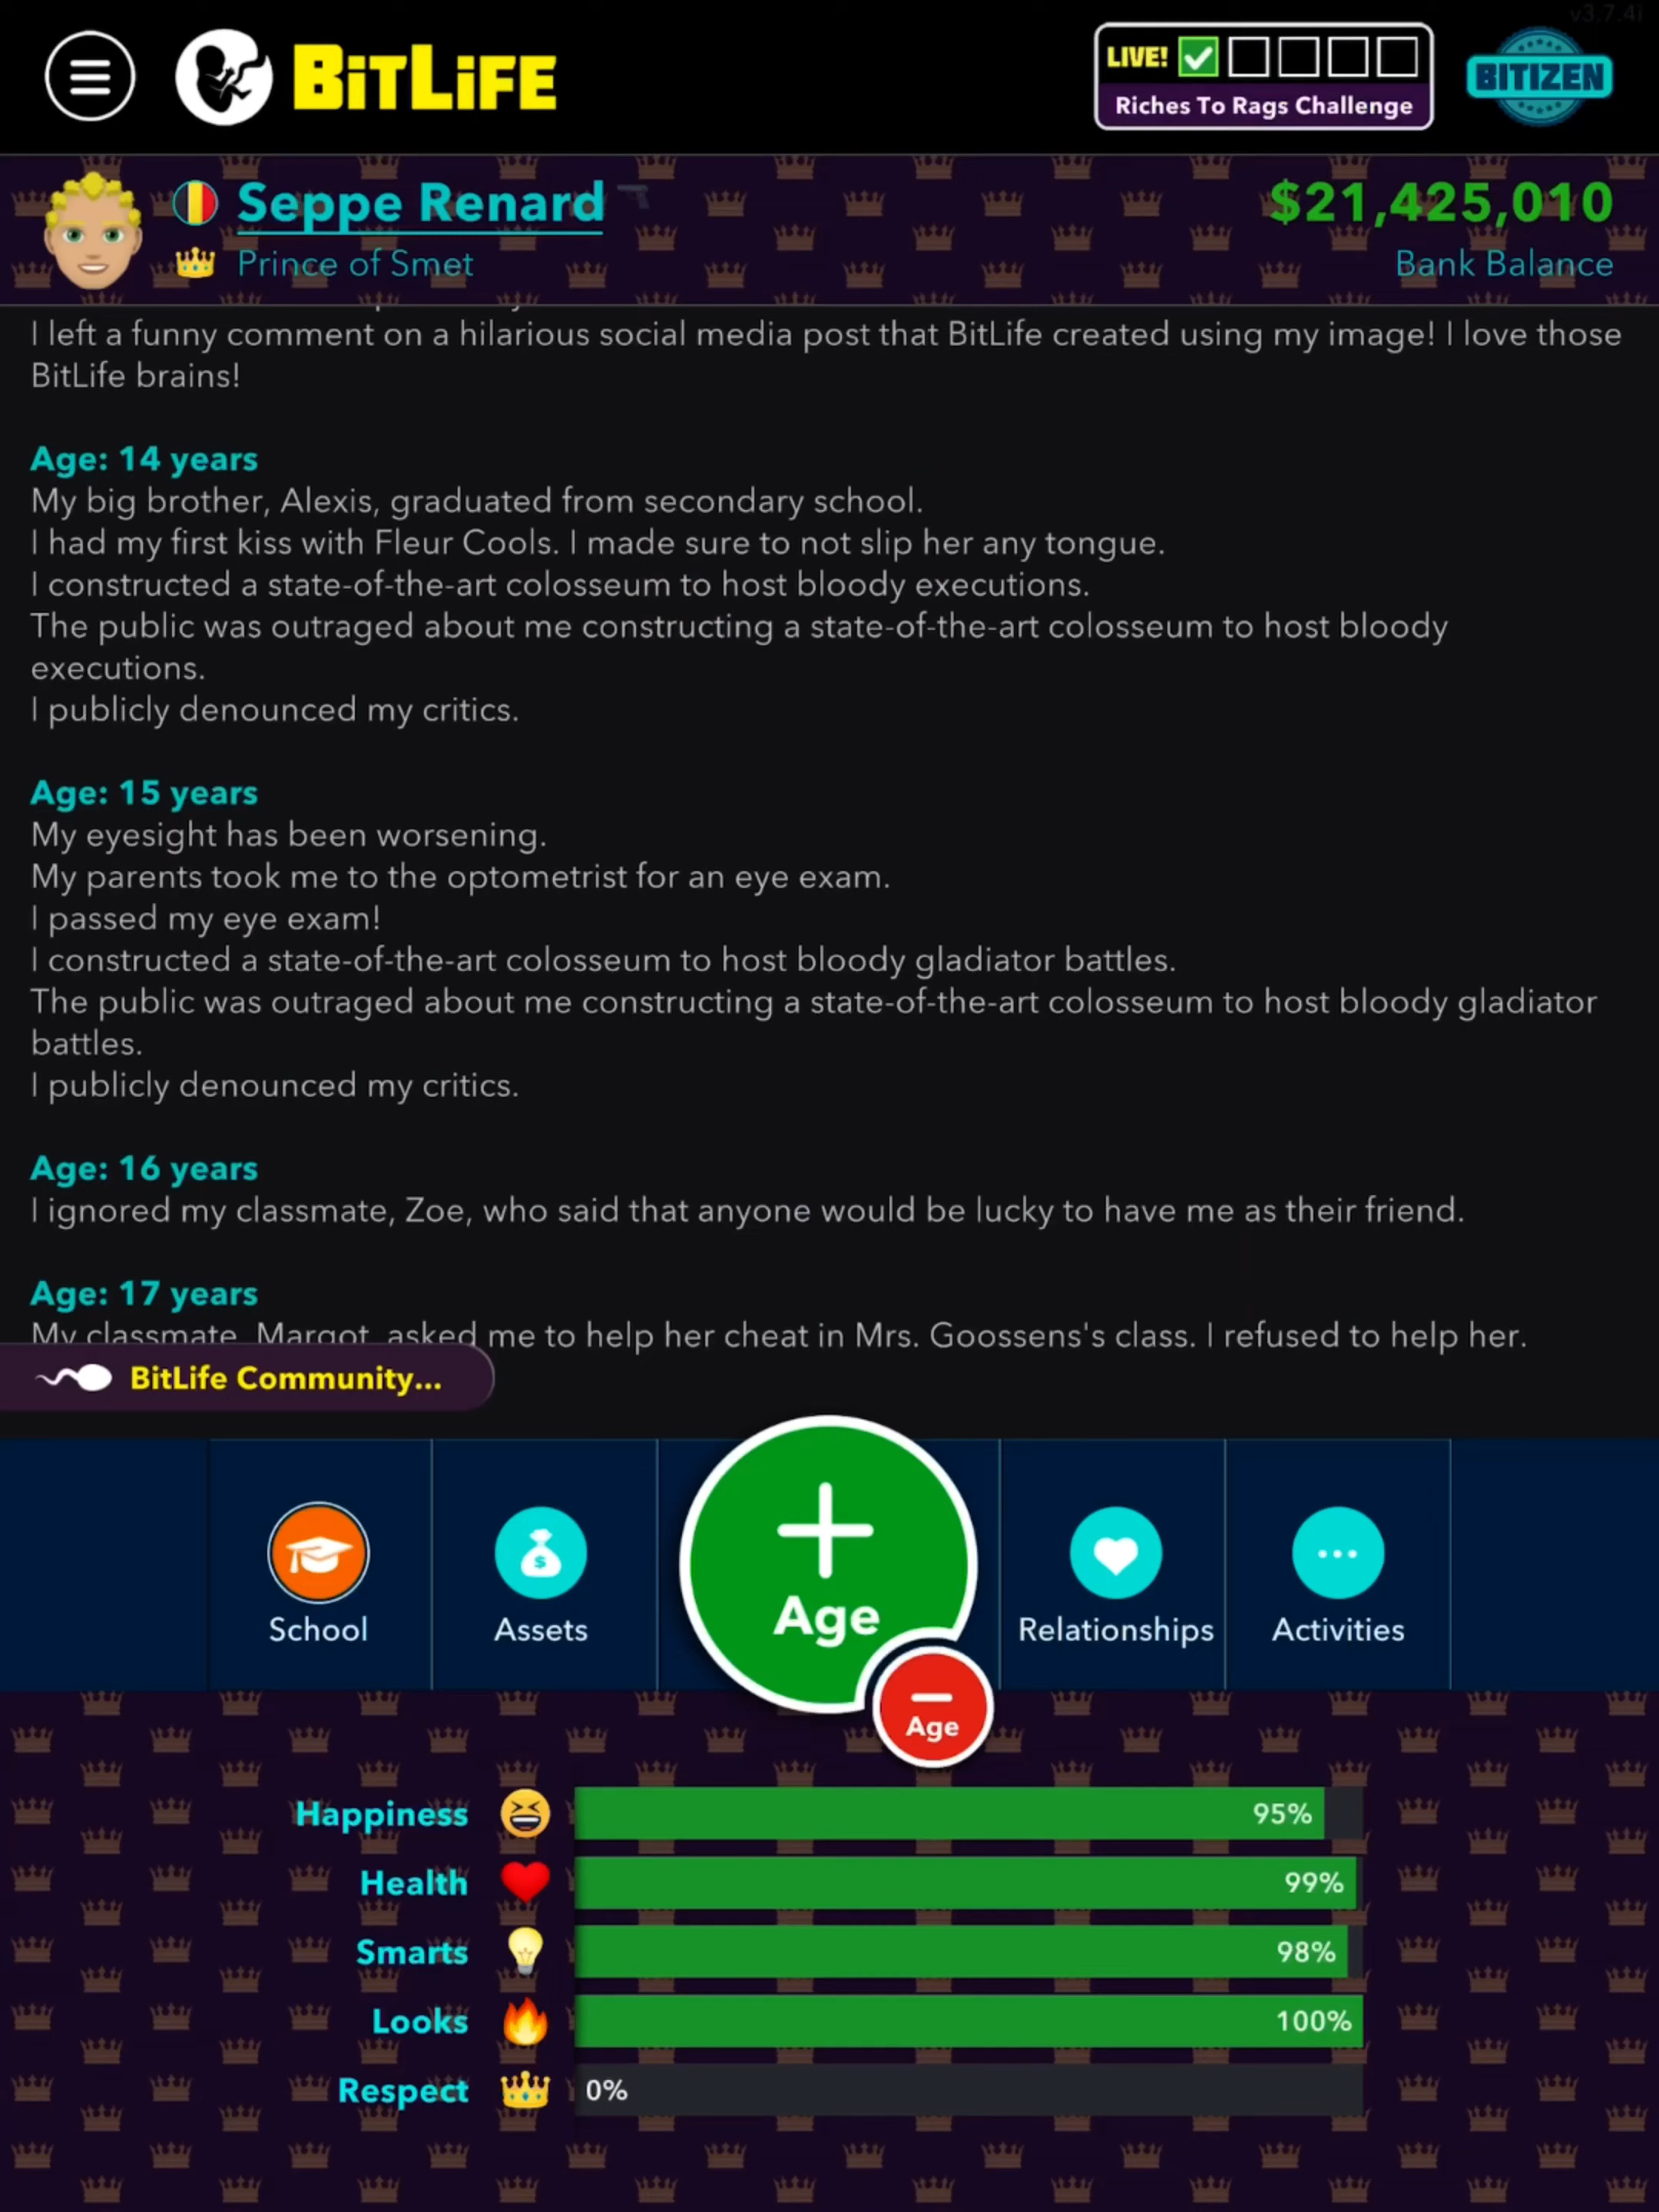 v3.7.4i
BITLIFE
LIVE!
Riches To Rags Challenge
BITIZEN
Seppe Renard
$21,425,010
Prince of Smet
Bank Balance
I left a funny comment on a hilarious social media post that BitLife created using my image! I love those
BitLife brains!
Age: 14 years
My big brother, Alexis, graduated from secondary school.
I had my first kiss with Fleur Cools. I made sure to not slip her any tongue.
I constructed a state-of-the-art colosseum to host bloody executions.
The public was outraged about me constructing a state-of-the-art colosseum to host bloody
executions.
I publicly denounced my critics.
Age: 15 years
My eyesight has been worsening.
My parents took me to the optometrist for an eye exam.
I passed my eye exam!
I constructed a state-of-the-art colosseum to host bloody gladiator battles.
The public was outraged about me constructing a state-of-the-art colosseum to host bloody gladiator
battles.
I publicly denounced my critics.
Age: 16 years
I ignored my classmate, Zoe, who said that anyone would be lucky to have me as their friend.
Age: 17 years
My classmate, Margot, asked me to help her cheat in Mrs. Goossens's class. I refused to help her.
BitLife Community...
School
Assets
Age
Relationships
Activities
Age
Happiness 95%
Health 99%
Smarts 98%
Looks 100%
Respect 0%